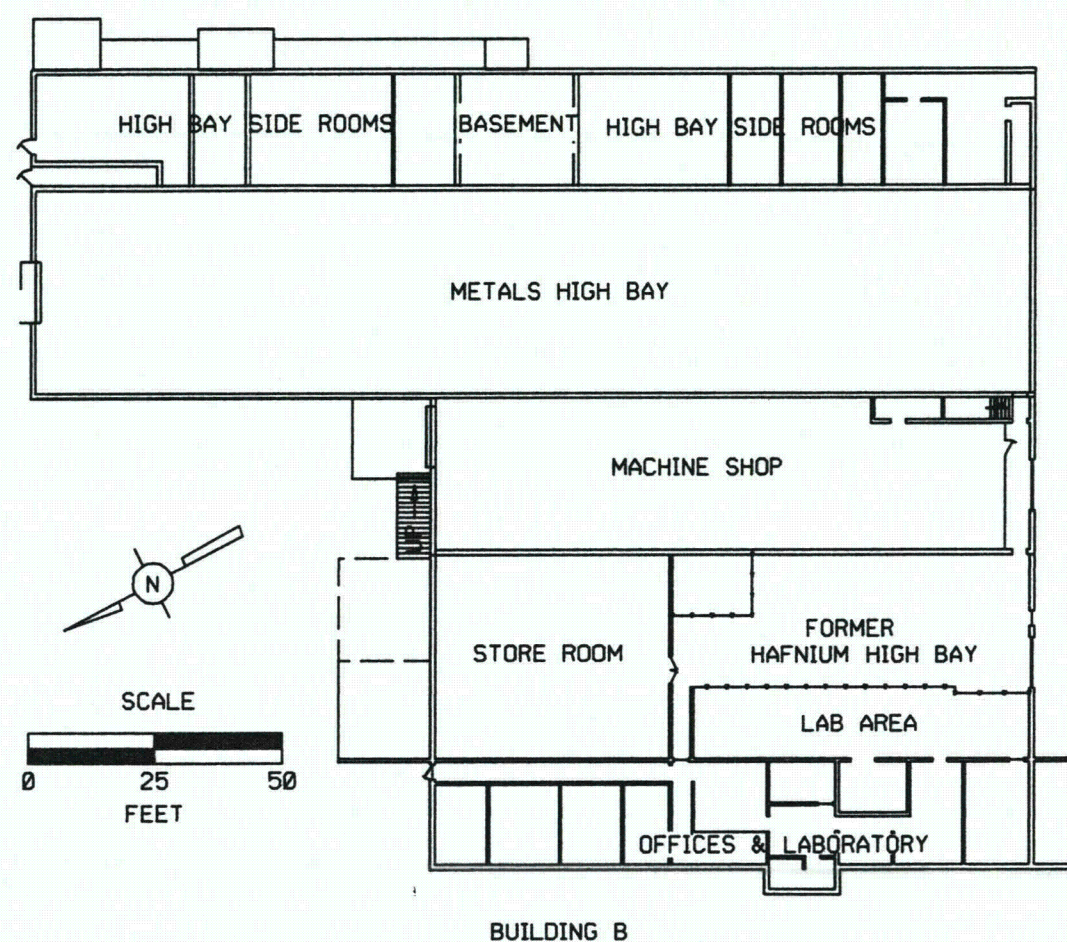 HIGH BAY SIDE ROOMS
BASEMENT
HIGH BAY SIDE ROOMS
METALS HIGH BAY
MACHINE SHOP
UP
N
STORE ROOM
FORMER
HAFNIUM HIGH BAY
LAB AREA
SCALE
0 25 50
FEET
OFFICES & LABORATORY
BUILDING B